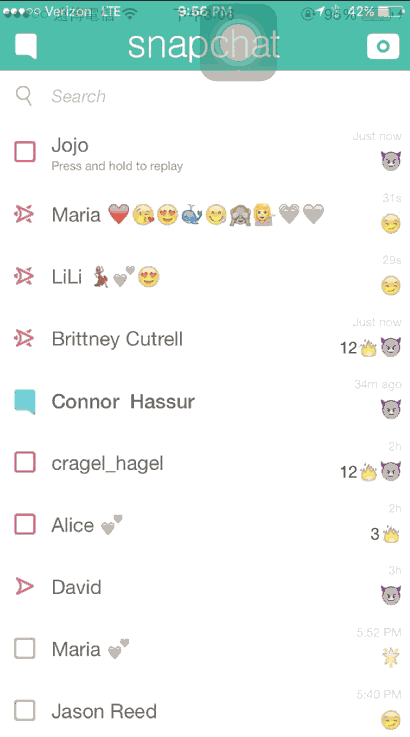 Verizon LTE 9:56 PM 42%
snapchat
Search
Just now
Jojo
Press and hold to replay
31s
Maria ❤️😘😍🐳😋🙈💁
29s
LiLi 💃💕😍
Just now
Brittney Cutrell
12🔥😈
34m ago
Connor Hassur
2h
cragel_hagel
12🔥😈
2h
Alice 💕
3🔥
3h
David
5:52 PM
Maria 💕
5:40 PM
Jason Reed